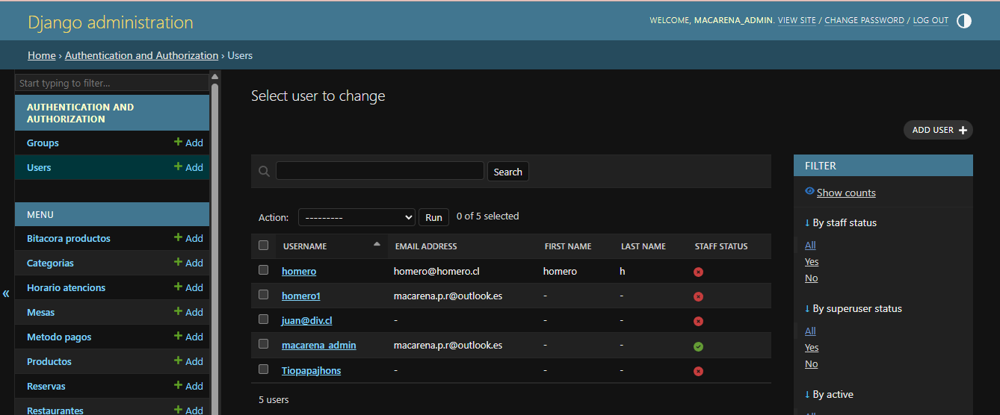 Django administration
WELCOME, MACARENA_ADMIN. VIEW SITE / CHANGE PASSWORD / LOG OUT
Home › Authentication and Authorization › Users
Start typing to filter...
AUTHENTICATION AND
AUTHORIZATION
Groups + Add
Users + Add
MENU
Bitacora productos + Add
Categorias + Add
Horario atencions + Add
Mesas + Add
Metodo pagos + Add
Productos + Add
Reservas + Add
Restaurantes + Add
«
Select user to change
ADD USER +
Search
Action: --------- Run 0 of 5 selected
USERNAME EMAIL ADDRESS FIRST NAME LAST NAME STAFF STATUS
homero homero@homero.cl homero h
homero1 macarena.p.r@outlook.es - -
juan@div.cl - - -
macarena_admin macarena.p.r@outlook.es - -
Tiopapajhons - - -
5 users
FILTER
Show counts
↓ By staff status
All
Yes
No
↓ By superuser status
All
Yes
No
↓ By active